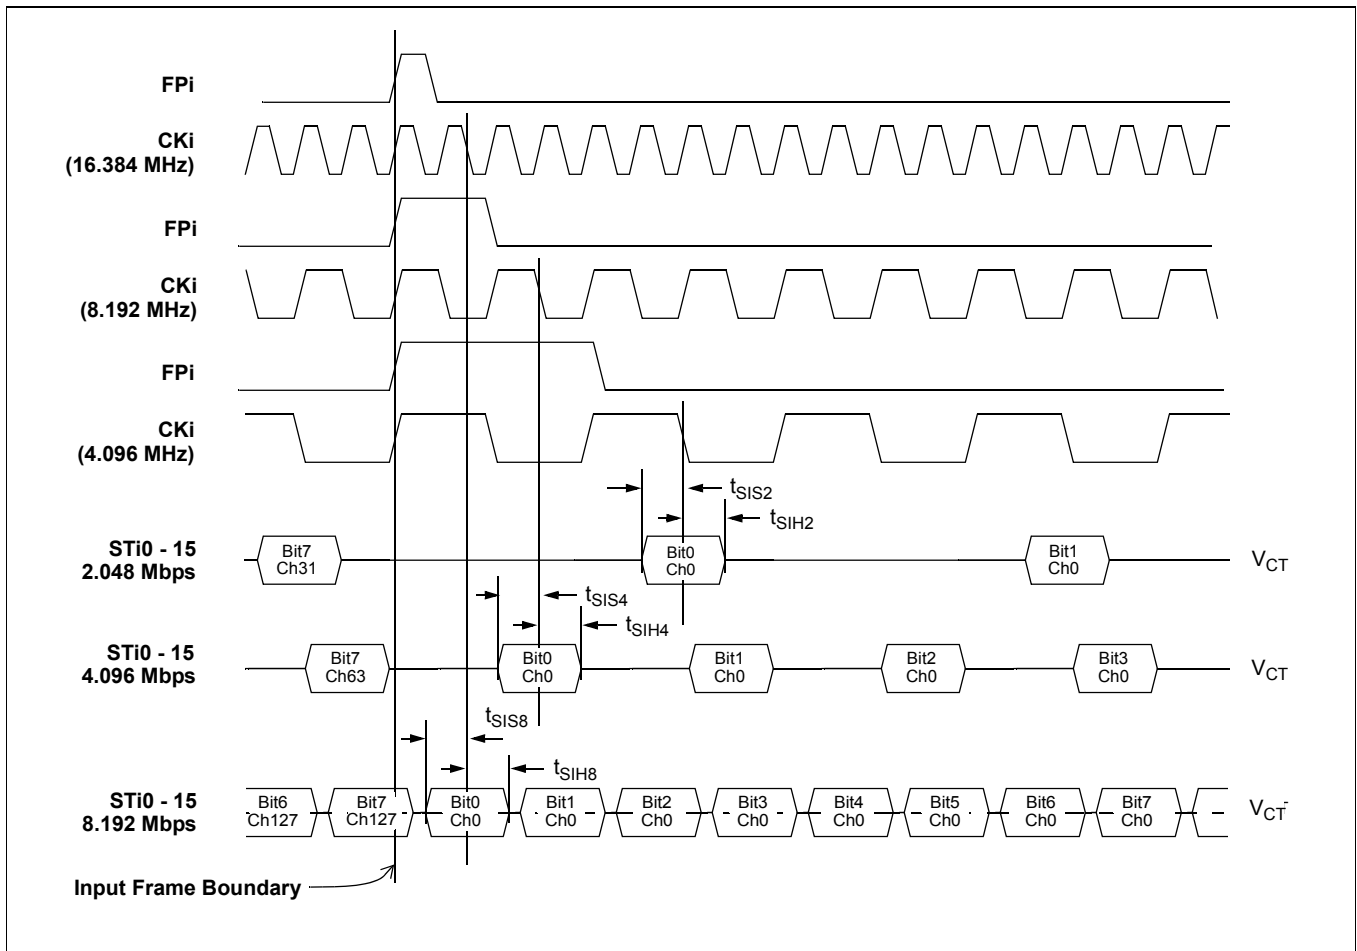 FPi
CKi
(16.384 MHz)
FPi
CKi
(8.192 MHz)
FPi
CKi
(4.096 MHz)
tSIS2
tSIH2
STi0 - 15
2.048 Mbps
Bit7
Ch31
Bit0
Ch0
Bit1
Ch0
VCT
tSIS4
tSIH4
STi0 - 15
4.096 Mbps
Bit7
Ch63
Bit0
Ch0
Bit1
Ch0
Bit2
Ch0
Bit3
Ch0
VCT
tSIS8
tSIH8
STi0 - 15
8.192 Mbps
Bit6
Ch127
Bit7
Ch127
Bit0
Ch0
Bit1
Ch0
Bit2
Ch0
Bit3
Ch0
Bit4
Ch0
Bit5
Ch0
Bit6
Ch0
Bit7
Ch0
VCT
Input Frame Boundary